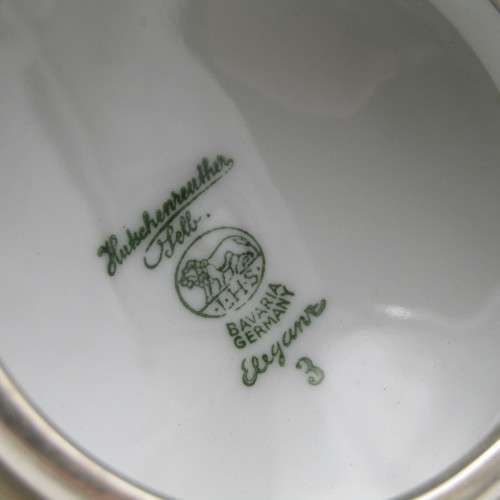 Hutschenreuther
Selb.
L.H.S.
BAVARIA
GERMANY
Elegance
3